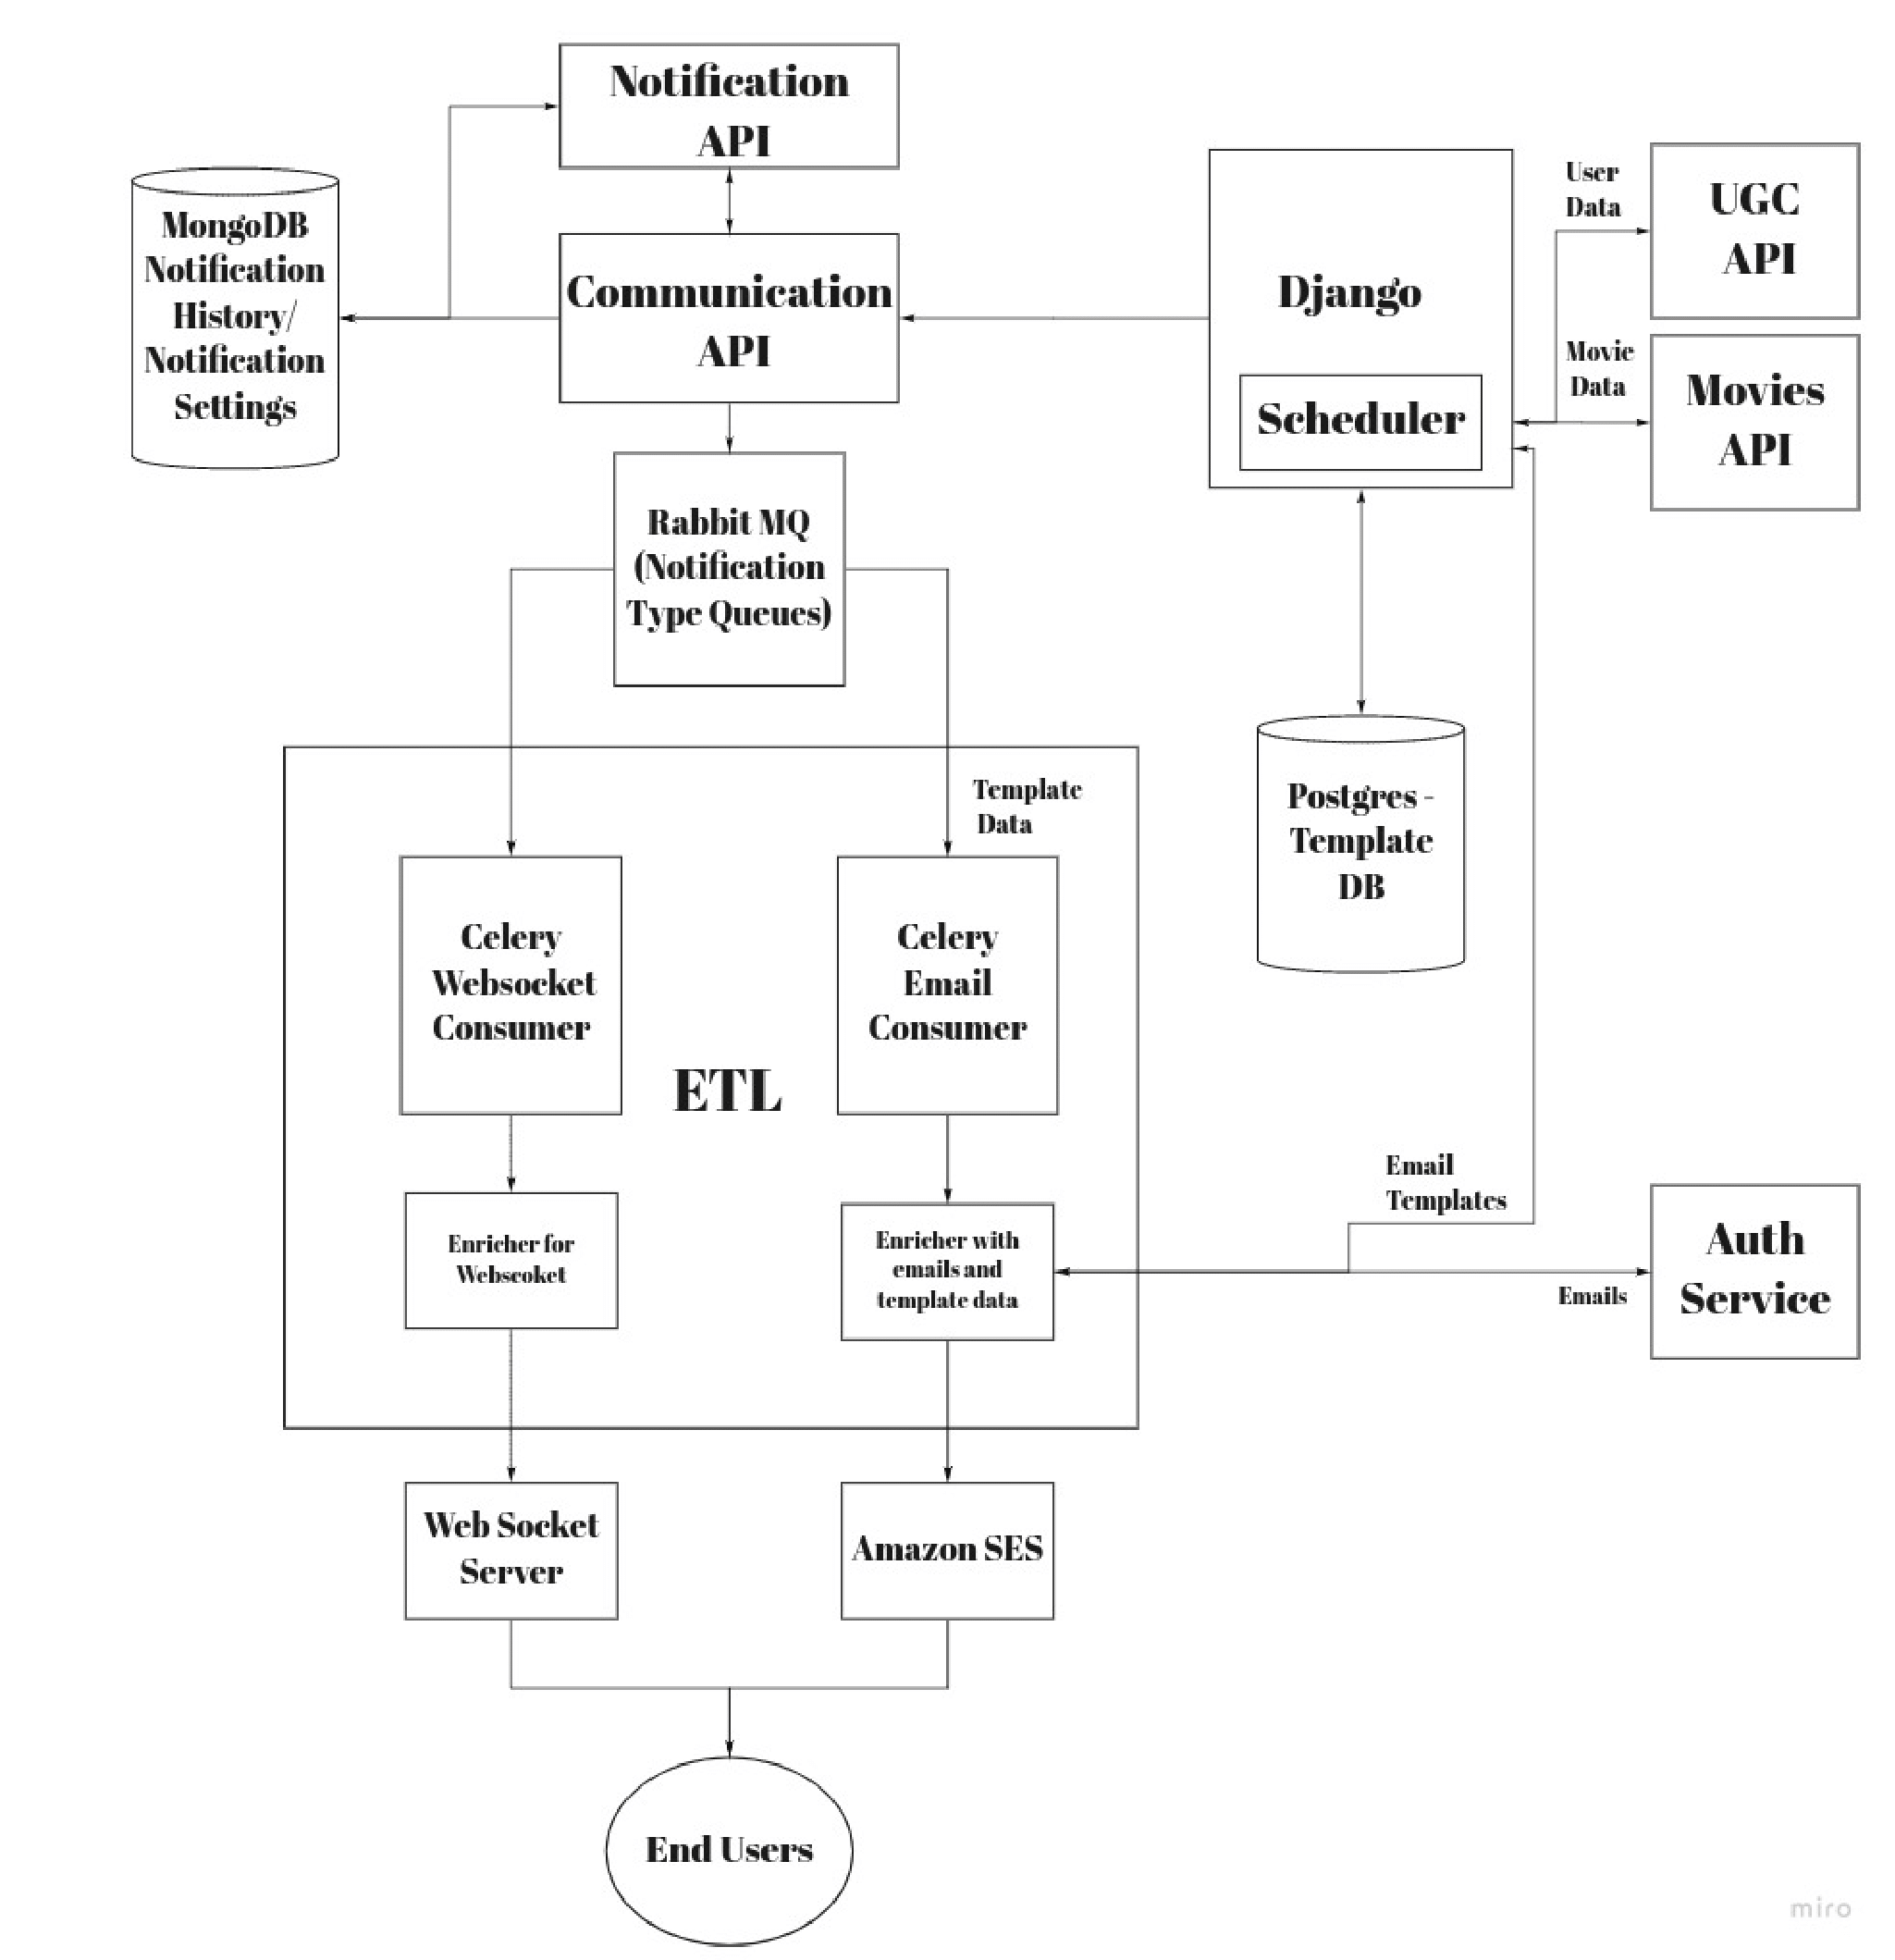 Notification
API
MongoDB
Notification
History/
Notification
Settings
Communication
API
Django
Scheduler
User
Data
UGC
API
Movie
Data
Movies
API
Rabbit MQ
(Notification
Type Queues)
Template
Data
Postgres -
Template
DB
Celery
Websocket
Consumer
Celery
Email
Consumer
ETL
Email
Templates
Enricher for
Webscoket
Enricher with
emails and
template data
Emails
Auth
Service
Web Socket
Server
Amazon SES
End Users
miro